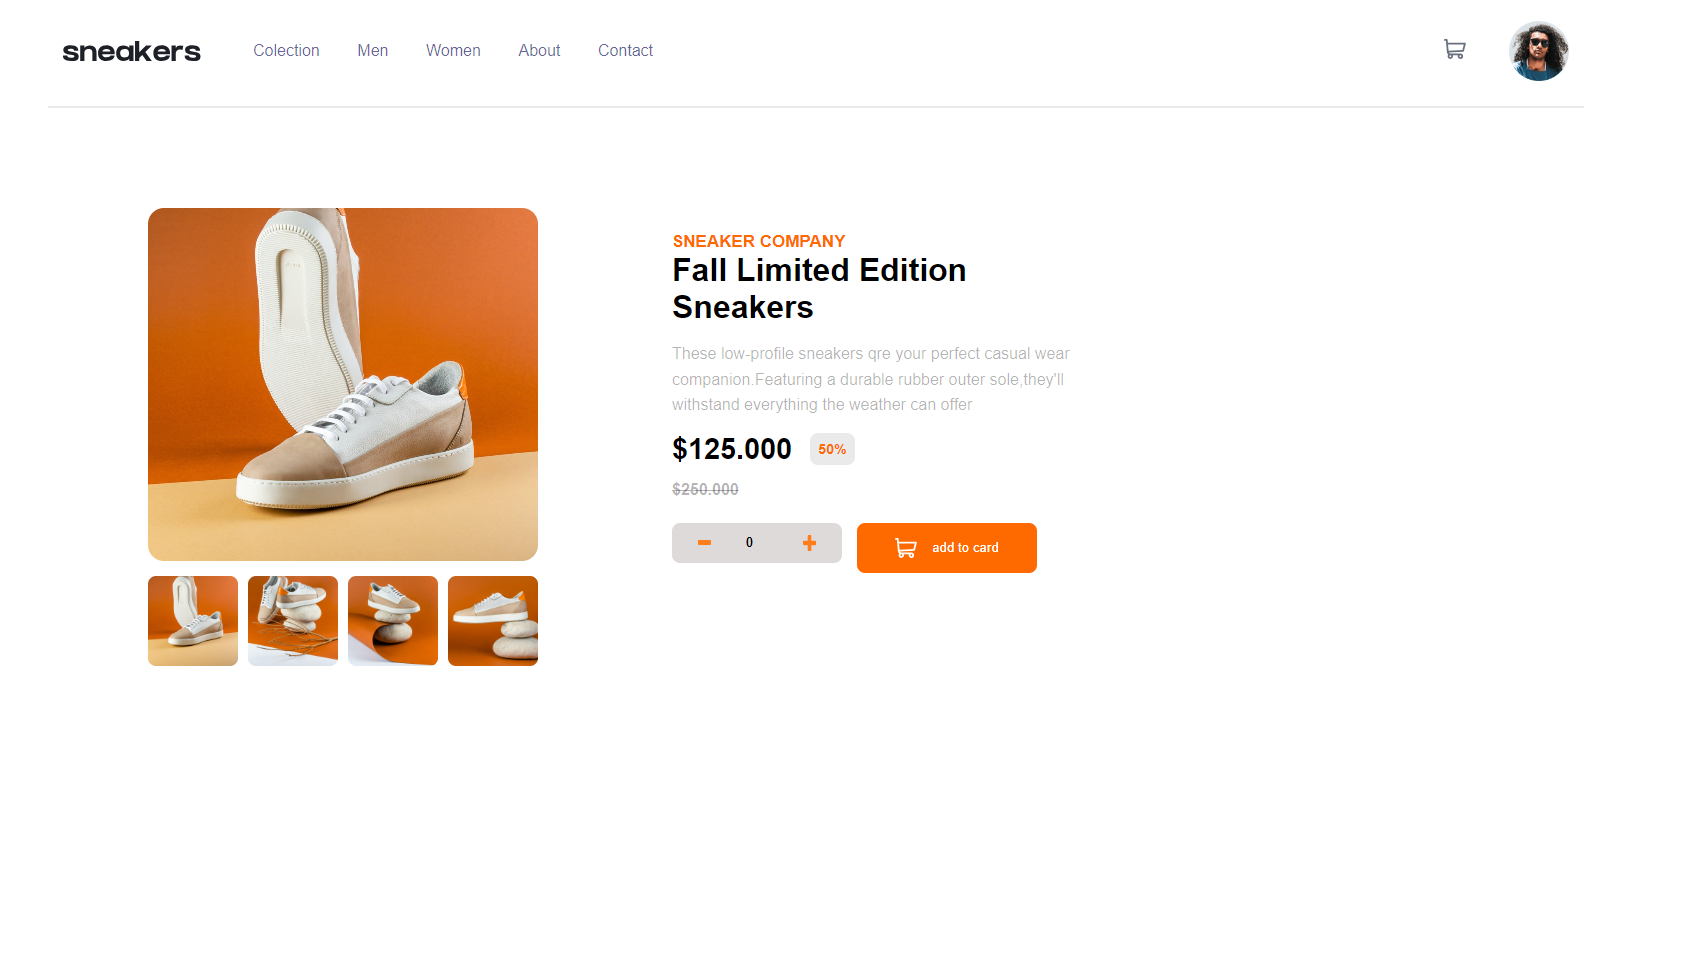 sneakers
Colection
Men
Women
About
Contact
SNEAKER COMPANY
Fall Limited Edition
Sneakers
These low-profile sneakers qre your perfect casual wear
companion.Featuring a durable rubber outer sole,they'll
withstand everything the weather can offer
$125.000
50%
$250.000
0
add to card